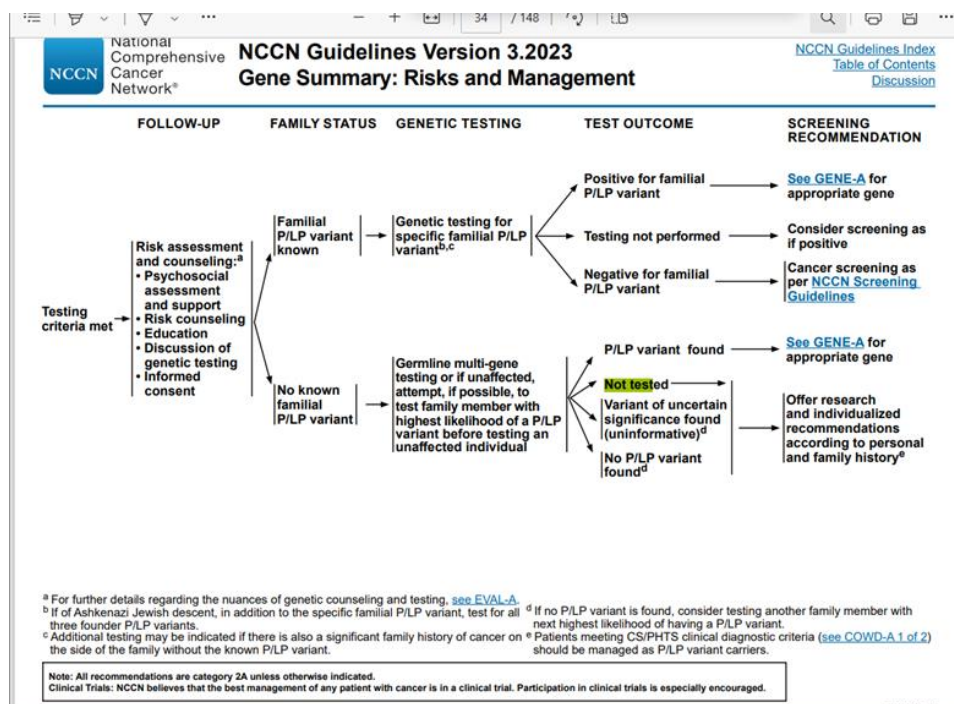 34 / 148
National
Comprehensive
Cancer
Network®
NCCN
NCCN Guidelines Version 3.2023
Gene Summary: Risks and Management
NCCN Guidelines Index
Table of Contents
Discussion
FOLLOW-UP
FAMILY STATUS
GENETIC TESTING
TEST OUTCOME
SCREENING
RECOMMENDATION
Testing
criteria met
Risk assessment
and counseling:a
• Psychosocial
assessment
and support
• Risk counseling
• Education
• Discussion of
genetic testing
• Informed
consent
Familial
P/LP variant
known
Genetic testing for
specific familial P/LP
variantb,c
Positive for familial
P/LP variant
See GENE-A for
appropriate gene
Testing not performed
Consider screening as
if positive
Negative for familial
P/LP variant
Cancer screening as
per NCCN Screening
Guidelines
No known
familial
P/LP variant
Germline multi-gene
testing or if unaffected,
attempt, if possible, to
test family member with
highest likelihood of a P/LP
variant before testing an
unaffected individual
P/LP variant found
See GENE-A for
appropriate gene
Not tested
Variant of uncertain
significance found
(uninformative)d
No P/LP variant
foundd
Offer research
and individualized
recommendations
according to personal
and family historye
a For further details regarding the nuances of genetic counseling and testing, see EVAL-A.
b If of Ashkenazi Jewish descent, in addition to the specific familial P/LP variant, test for all
three founder P/LP variants.
c Additional testing may be indicated if there is also a significant family history of cancer on
the side of the family without the known P/LP variant.
d If no P/LP variant is found, consider testing another family member with
next highest likelihood of having a P/LP variant.
e Patients meeting CS/PHTS clinical diagnostic criteria (see COWD-A 1 of 2)
should be managed as P/LP variant carriers.
Note: All recommendations are category 2A unless otherwise indicated.
Clinical Trials: NCCN believes that the best management of any patient with cancer is in a clinical trial. Participation in clinical trials is especially encouraged.